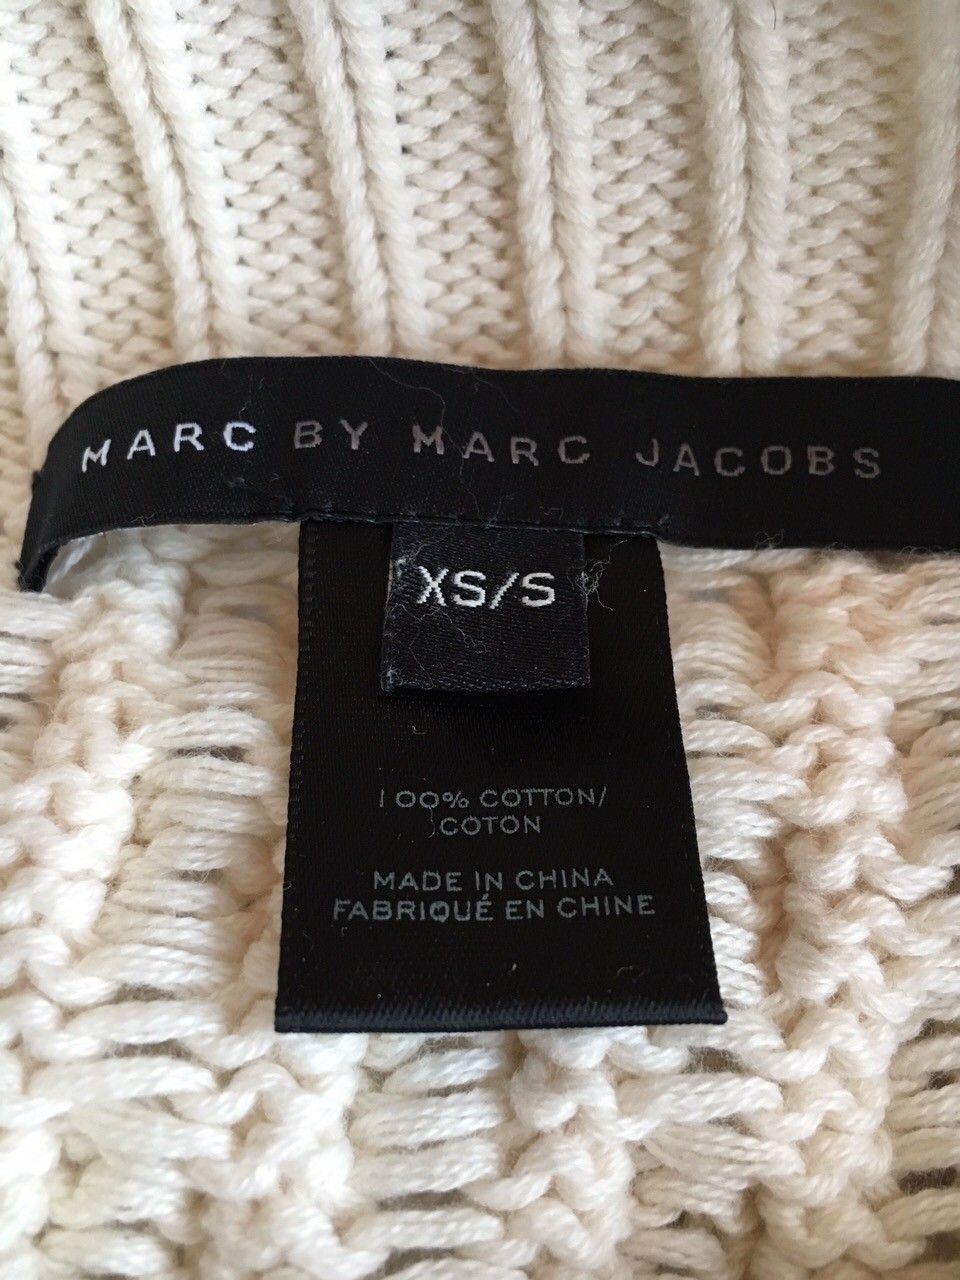 MARC BY MARC JACOBS
XS/S
100% COTTON/
COTON
MADE IN CHINA
FABRIQUÉ EN CHINE